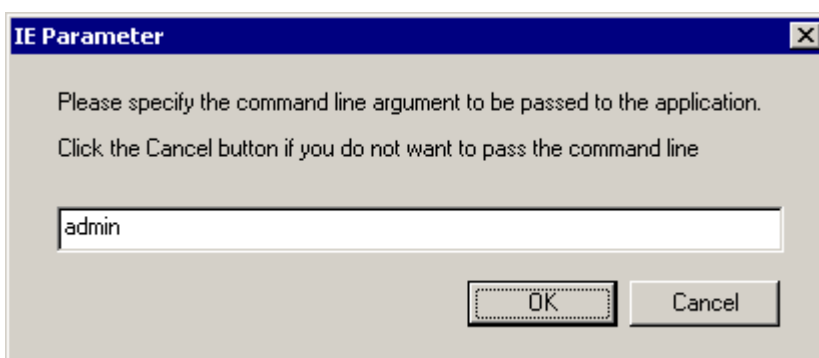 IE Parameter
Please specify the command line argument to be passed to the application.
Click the Cancel button if you do not want to pass the command line
admin
OK Cancel